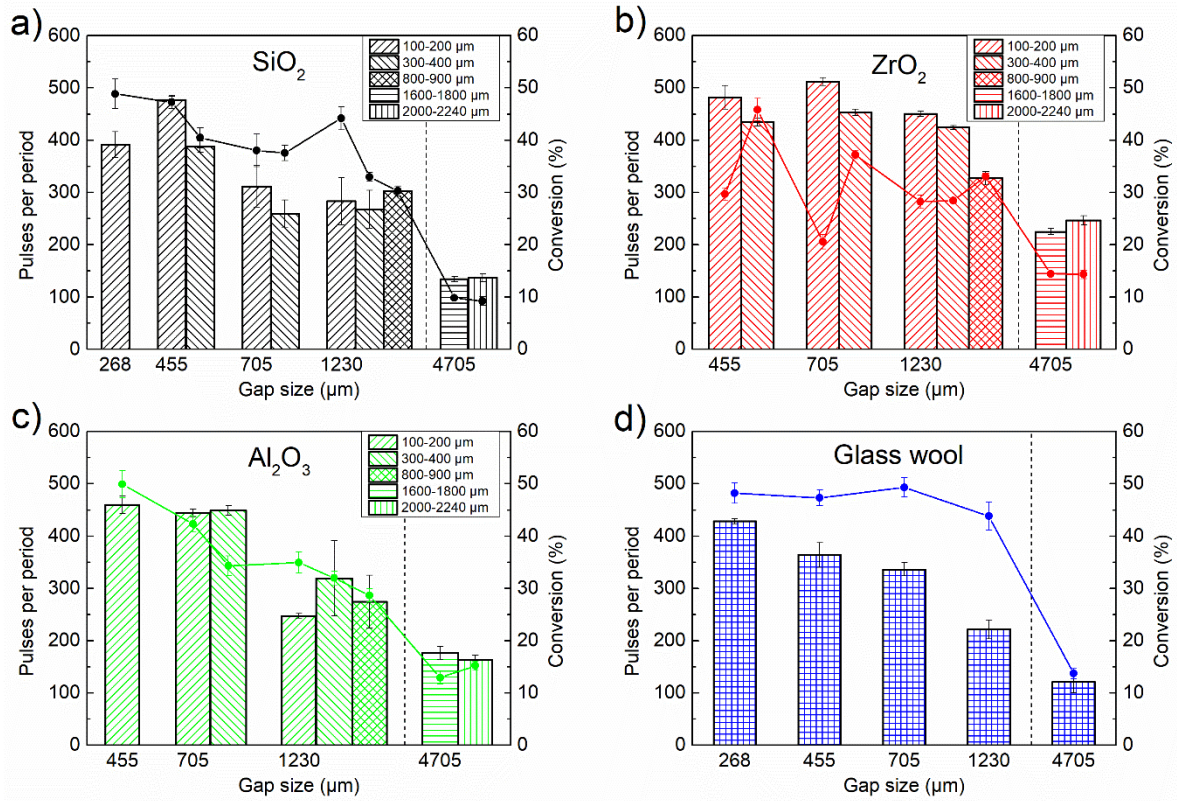 a)
SiO2
100-200 µm
300-400 µm
800-900 µm
1600-1800 µm
2000-2240 µm
Pulses per period
600
500
400
300
200
100
0
Conversion (%)
60
50
40
30
20
10
0
268 455 705 1230 4705
Gap size (µm)
b)
ZrO2
100-200 µm
300-400 µm
800-900 µm
1600-1800 µm
2000-2240 µm
Pulses per period
600
500
400
300
200
100
0
Conversion (%)
60
50
40
30
20
10
0
455 705 1230 4705
Gap size (µm)
c)
Al2O3
100-200 µm
300-400 µm
800-900 µm
1600-1800 µm
2000-2240 µm
Pulses per period
600
500
400
300
200
100
0
Conversion (%)
60
50
40
30
20
10
0
455 705 1230 4705
Gap size (µm)
d)
Glass wool
Pulses per period
600
500
400
300
200
100
0
Conversion (%)
60
50
40
30
20
10
0
268 455 705 1230 4705
Gap size (µm)